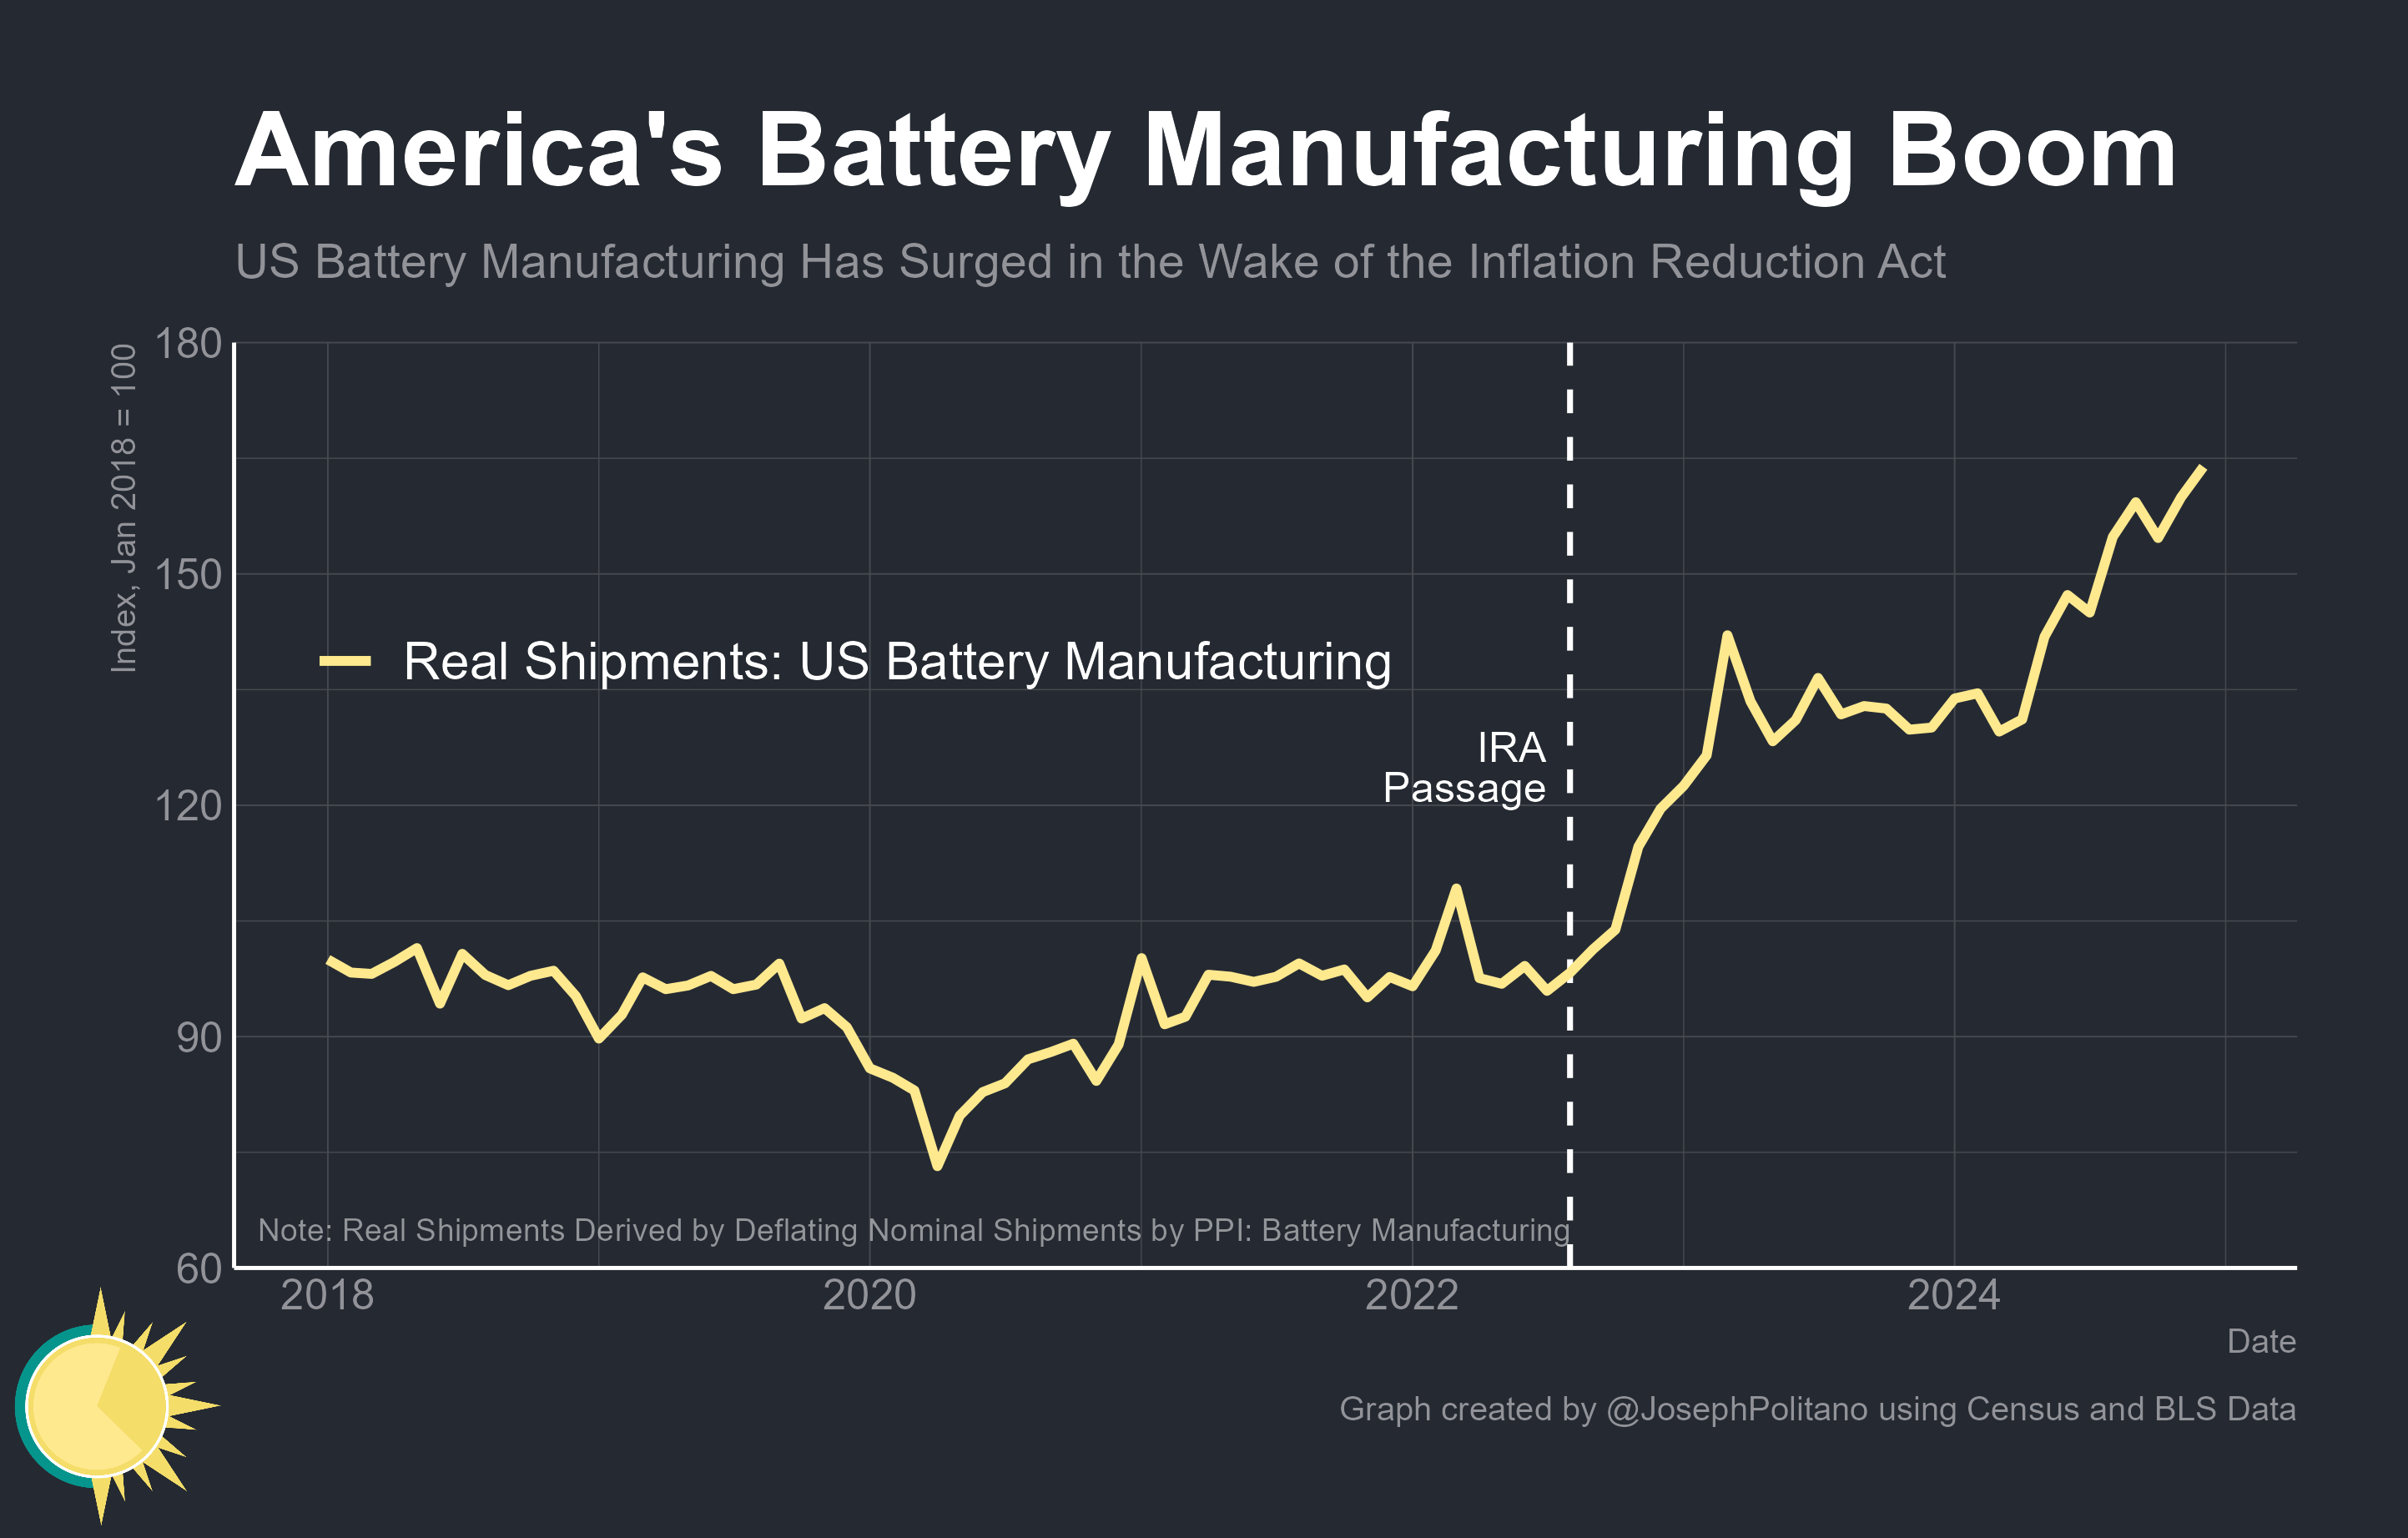 America's Battery Manufacturing Boom
US Battery Manufacturing Has Surged in the Wake of the Inflation Reduction Act
Index, Jan 2018 = 100
180
150
120
90
60
Real Shipments: US Battery Manufacturing
IRA
Passage
Note: Real Shipments Derived by Deflating Nominal Shipments by PPI: Battery Manufacturing
2018
2020
2022
2024
Date
Graph created by @JosephPolitano using Census and BLS Data